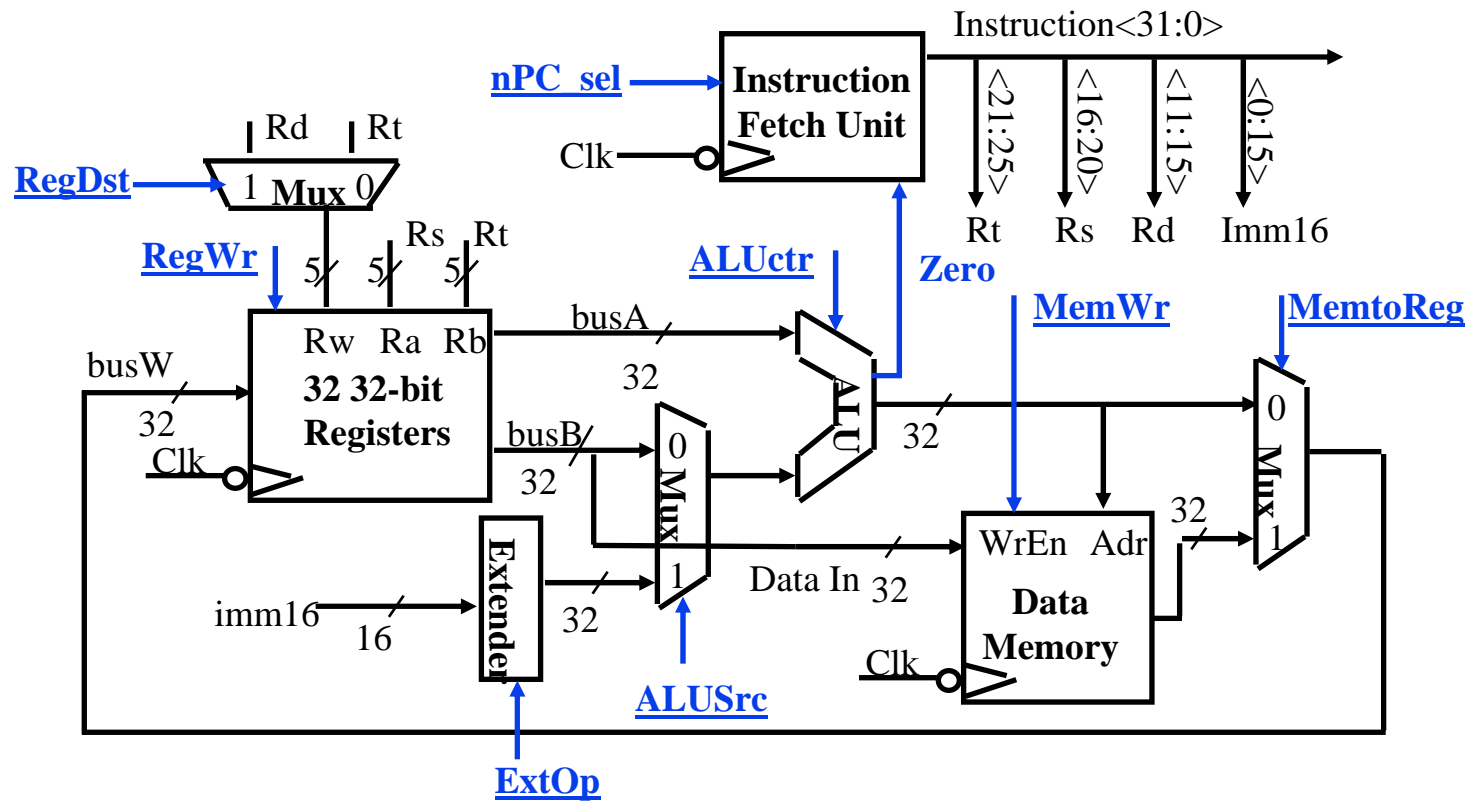 Instruction<31:0>
nPC_sel
Instruction
Fetch Unit
Clk
<21:25>
<16:20>
<11:15>
<0:15>
Rt
Rs
Rd
Imm16
Rd
Rt
RegDst
1
Mux
0
RegWr
5
5
5
Rs
Rt
ALUctr
Zero
MemWr
MemtoReg
busW
32
Rw
Ra
Rb
32 32-bit
Registers
Clk
busA
32
busB
32
0
Mux
1
ALU
32
imm16
16
Extender
32
ExtOp
ALUSrc
Data In
32
WrEn
Adr
Data
Memory
Clk
32
0
Mux
1